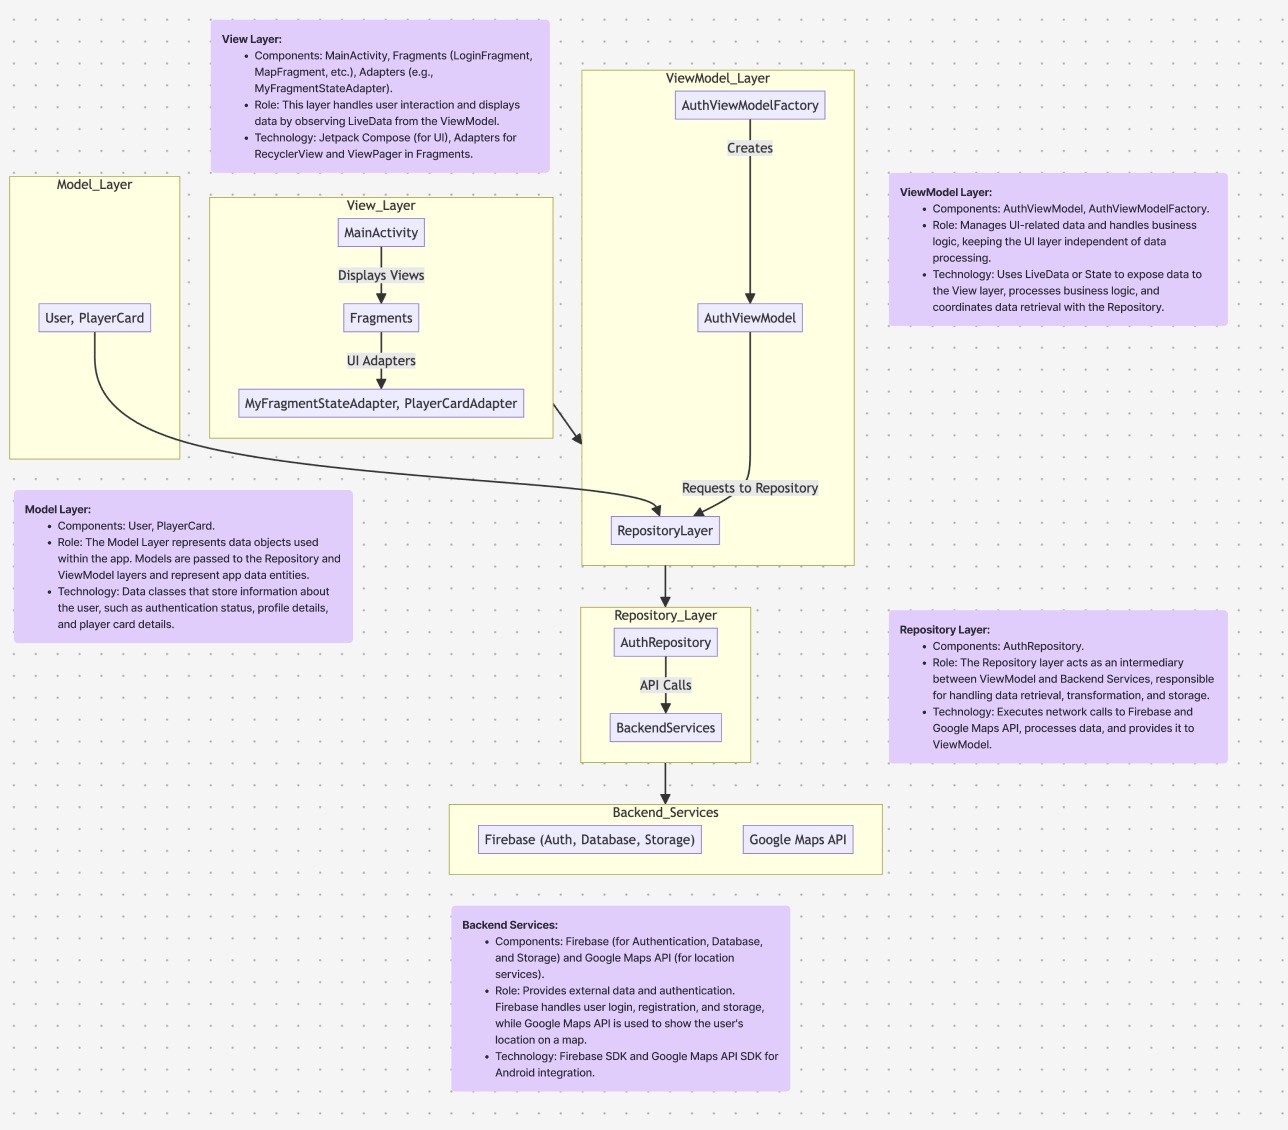 View Layer:
• Components: MainActivity, Fragments (LoginFragment,
MapFragment, etc.), Adapters (e.g.,
MyFragmentStateAdapter).
• Role: This layer handles user interaction and displays
data by observing LiveData from the ViewModel.
• Technology: Jetpack Compose (for UI), Adapters for
RecyclerView and ViewPager in Fragments.
Model_Layer
User, PlayerCard
View_Layer
MainActivity
Displays Views
Fragments
UI Adapters
MyFragmentStateAdapter, PlayerCardAdapter
ViewModel_Layer
AuthViewModelFactory
Creates
AuthViewModel
Requests to Repository
RepositoryLayer
ViewModel Layer:
• Components: AuthViewModel, AuthViewModelFactory.
• Role: Manages UI-related data and handles business
logic, keeping the UI layer independent of data
processing.
• Technology: Uses LiveData or State to expose data to
the View layer, processes business logic, and
coordinates data retrieval with the Repository.
Model Layer:
• Components: User, PlayerCard.
• Role: The Model Layer represents data objects used
within the app. Models are passed to the Repository and
ViewModel layers and represent app data entities.
• Technology: Data classes that store information about
the user, such as authentication status, profile details,
and player card details.
Repository_Layer
AuthRepository
API Calls
BackendServices
Repository Layer:
• Components: AuthRepository.
• Role: The Repository layer acts as an intermediary
between ViewModel and Backend Services, responsible
for handling data retrieval, transformation, and storage.
• Technology: Executes network calls to Firebase and
Google Maps API, processes data, and provides it to
ViewModel.
Backend_Services
Firebase (Auth, Database, Storage)
Google Maps API
Backend Services:
• Components: Firebase (for Authentication, Database,
and Storage) and Google Maps API (for location
services).
• Role: Provides external data and authentication.
Firebase handles user login, registration, and storage,
while Google Maps API is used to show the user's
location on a map.
• Technology: Firebase SDK and Google Maps API SDK for
Android integration.